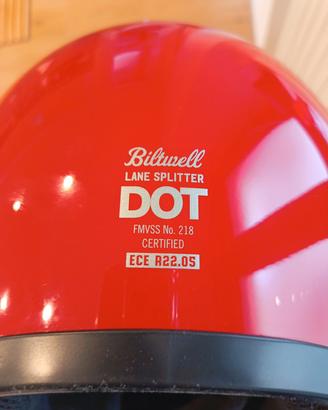 Biltwell
LANE SPLITTER
DOT
FMVSS No. 218
CERTIFIED
ECE R22.05